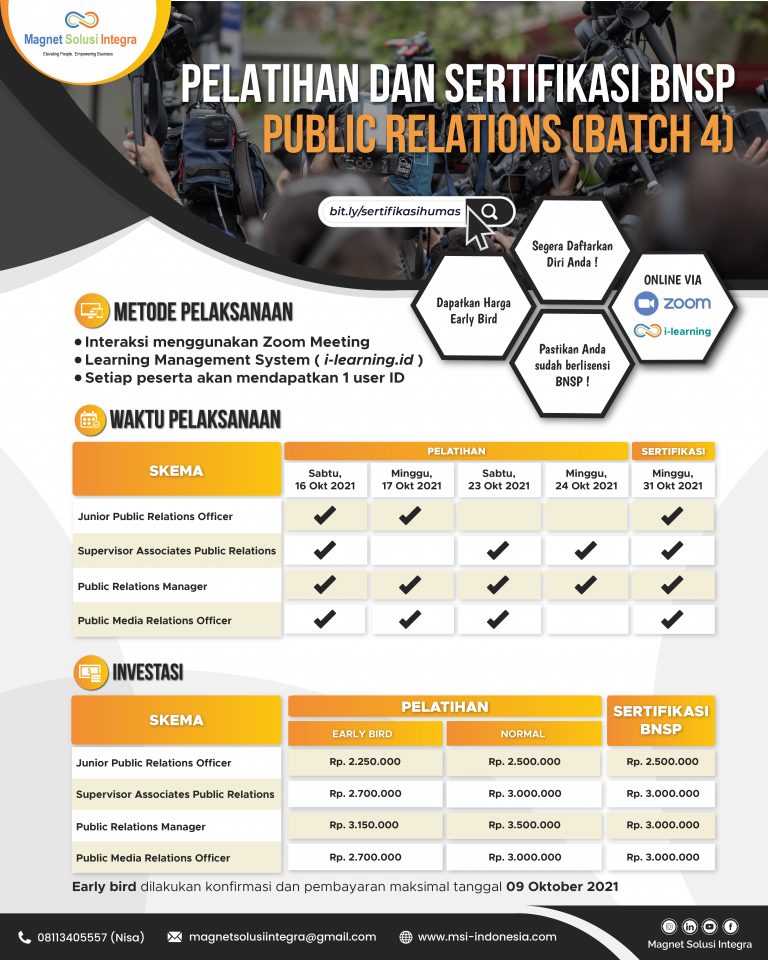 Magnet Solusi Integra
Elevating People, Empowering Business
PELATIHAN DAN SERTIFIKASI BNSP
PUBLIC RELATIONS (BATCH 4)
bit.ly/sertifikasihumas
Segera Daftarkan
Diri Anda !
Dapatkan Harga
Early Bird
ONLINE VIA
zoom
i-learning
Pastikan Anda
sudah berlisensi
BNSP !
METODE PELAKSANAAN
● Interaksi menggunakan Zoom Meeting
● Learning Management System ( i-learning.id )
● Setiap peserta akan mendapatkan 1 user ID
WAKTU PELAKSANAAN
SKEMA PELATIHAN SERTIFIKASI
Sabtu, Minggu, Sabtu, Minggu, Minggu,
16 Okt 2021 17 Okt 2021 23 Okt 2021 24 Okt 2021 31 Okt 2021
Junior Public Relations Officer ✔ ✔ ✔
Supervisor Associates Public Relations ✔ ✔ ✔ ✔
Public Relations Manager ✔ ✔ ✔ ✔ ✔
Public Media Relations Officer ✔ ✔ ✔ ✔
INVESTASI
SKEMA PELATIHAN SERTIFIKASI
BNSP
EARLY BIRD NORMAL
Junior Public Relations Officer Rp. 2.250.000 Rp. 2.500.000 Rp. 2.500.000
Supervisor Associates Public Relations Rp. 2.700.000 Rp. 3.000.000 Rp. 3.000.000
Public Relations Manager Rp. 3.150.000 Rp. 3.500.000 Rp. 3.000.000
Public Media Relations Officer Rp. 2.700.000 Rp. 3.000.000 Rp. 3.000.000
Early bird dilakukan konfirmasi dan pembayaran maksimal tanggal 09 Oktober 2021
08113405557 (Nisa) magnetsolusiintegra@gmail.com www.msi-indonesia.com
Magnet Solusi Integra